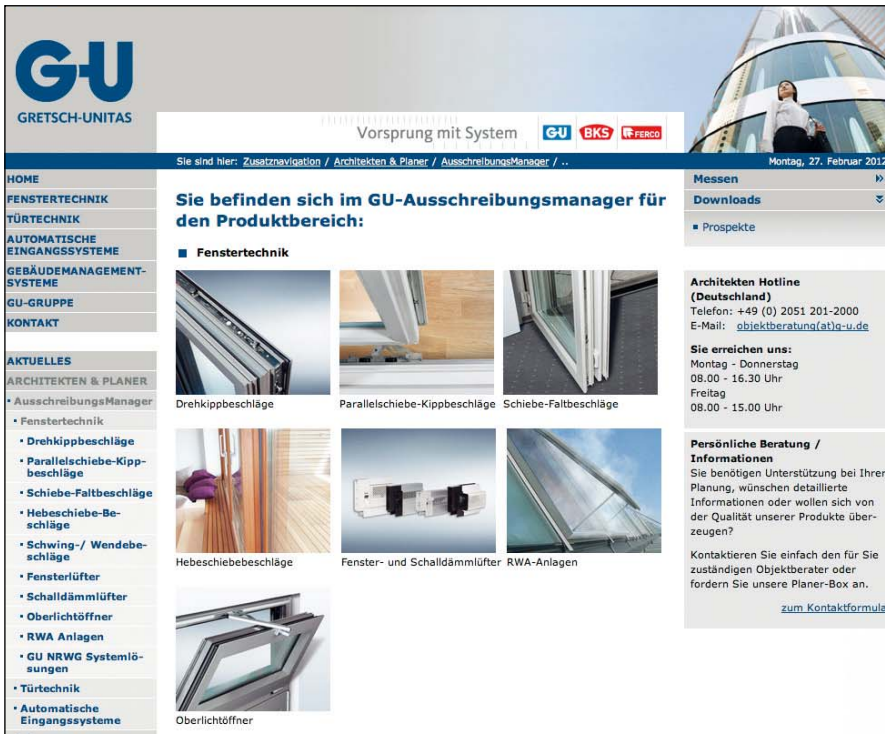 GU
GRETSCH-UNITAS
Vorsprung mit System
GU
BKS
FERCO
Sie sind hier: Zusatznavigation / Architekten & Planer / AusschreibungsManager / ..
Montag, 27. Februar 2012
HOME
FENSTERTECHNIK
TÜRTECHNIK
AUTOMATISCHE
EINGANGSSYSTEME
GEBÄUDEMANAGEMENT-
SYSTEME
GU-GRUPPE
KONTAKT
AKTUELLES
ARCHITEKTEN & PLANER
AusschreibungsManager
Fenstertechnik
Drehkippbeschläge
Parallelschiebe-Kipp-
beschläge
Schiebe-Faltbeschläge
Hebeschiebe-Be-
schläge
Schwing-/ Wendebe-
schläge
Fensterlüfter
Schalldämmlüfter
Oberlichtöffner
RWA Anlagen
GU NRWG Systemlö-
sungen
Türtechnik
Automatische
Eingangssysteme
Sie befinden sich im GU-Ausschreibungsmanager für
den Produktbereich:
Fenstertechnik
Drehkippbeschläge
Parallelschiebe-Kippbeschläge
Schiebe-Faltbeschläge
Hebeschiebebeschläge
Fenster- und Schalldämmlüfter
RWA-Anlagen
Oberlichtöffner
Messen
Downloads
Prospekte
Architekten Hotline
(Deutschland)
Telefon: +49 (0) 2051 201-2000
E-Mail: objektberatung(at)g-u.de
Sie erreichen uns:
Montag - Donnerstag
08.00 - 16.30 Uhr
Freitag
08.00 - 15.00 Uhr
Persönliche Beratung /
Informationen
Sie benötigen Unterstützung bei Ihrer
Planung, wünschen detaillierte
Informationen oder wollen sich von
der Qualität unserer Produkte über-
zeugen?
Kontaktieren Sie einfach den für Sie
zuständigen Objektberater oder
fordern Sie unsere Planer-Box an.
zum Kontaktformula